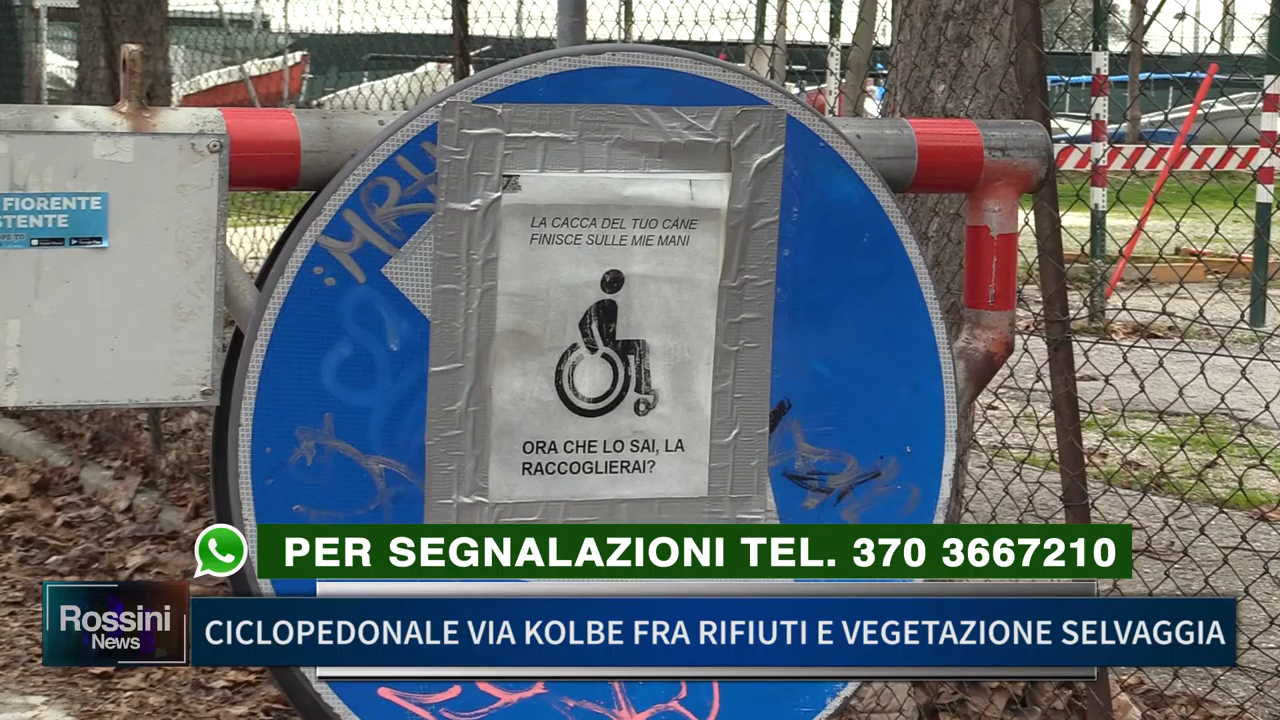 MRH
FIORENTE
STENTE
LA CACCA DEL TUO CANE
FINISCE SULLE MIE MANI
ORA CHE LO SAI, LA
RACCOGLIERAI?
PER SEGNALAZIONI TEL. 370 3667210
Rossini
News
CICLOPEDONALE VIA KOLBE FRA RIFIUTI E VEGETAZIONE SELVAGGIA